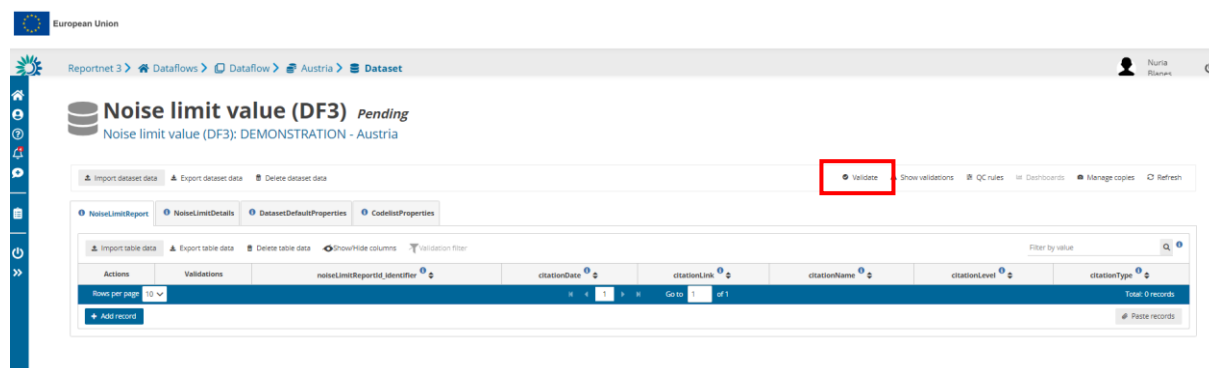 European Union
Reportnet 3 Dataflows Dataflow Austria Dataset
Nuria
Blanes
Noise limit value (DF3) Pending
Noise limit value (DF3): DEMONSTRATION - Austria
Import dataset data Export dataset data Delete dataset data Validate Show validations QC rules Dashboards Manage copies Refresh
NoiseLimitReport NoiseLimitDetails DatasetDefaultProperties CodelistProperties
Import table data Export table data Delete table data Show/Hide columns Validation filter Filter by value
Actions Validations noiseLimitReportId_identifier citationDate citationLink citationName citationLevel citationType
Rows per page 10 1 Go to 1 of 1 Total: 0 records
+ Add record Paste records